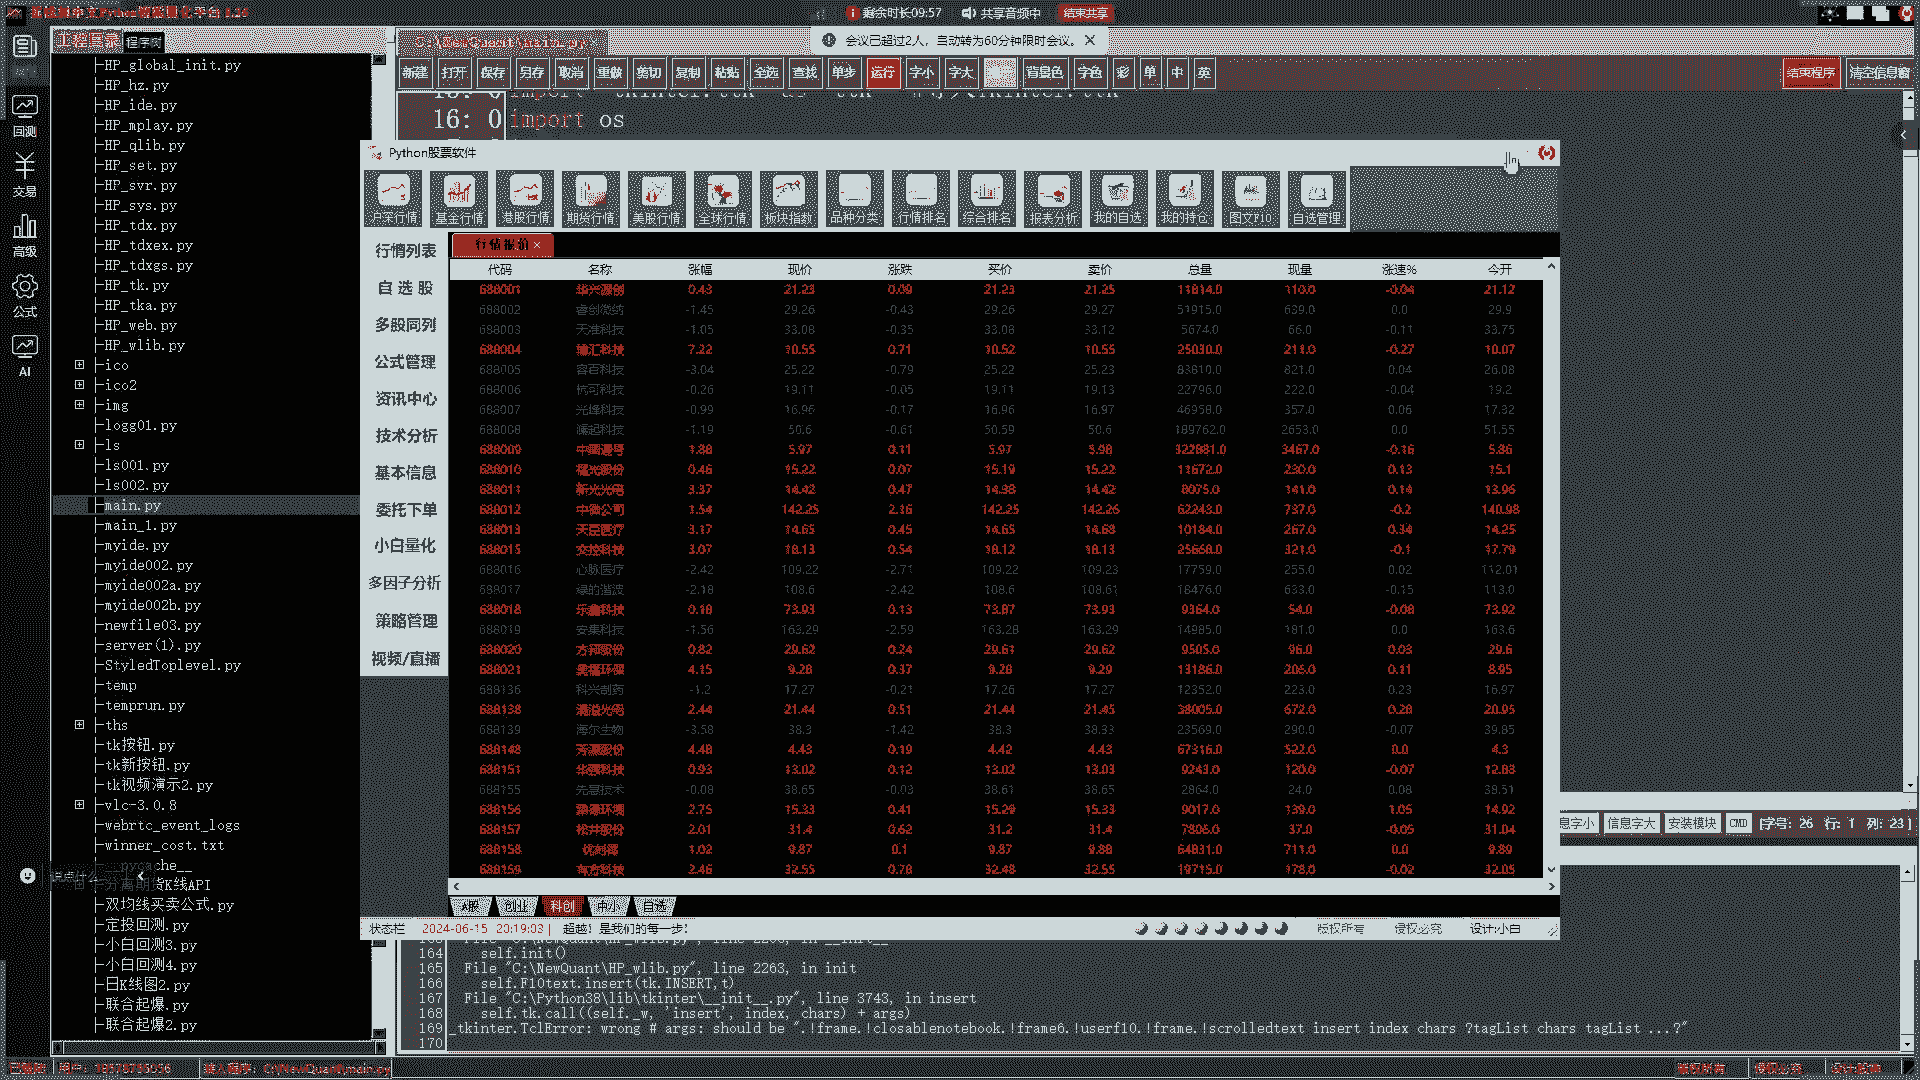 剩余时长09:57 共享音频中 结束共享
会议已超过2人，自动转为60分钟限时会议。
工程目录 程序树
C:\NewQuant\main.py
新建 打开 保存 另存 取消 重做 剪切 复制 粘贴 全选 查找 单步 运行 字小 字大 背景色 字色 彩 单 中 英 结束程序 清空信息窗
回测
交易
高级
公式
AI
HP_global_init.py
HP_hz.py
HP_ide.py
HP_mplay.py
HP_qlib.py
HP_set.py
HP_svr.py
HP_sys.py
HP_tdx.py
HP_tdxex.py
HP_tdxgs.py
HP_tk.py
HP_tka.py
HP_web.py
HP_wlib.py
ico
ico2
img
logg01.py
ls
ls001.py
ls002.py
main.py
main_1.py
myide.py
myide002.py
myide002a.py
myide002b.py
newfile03.py
server(1).py
StyledToplevel.py
temp
temprun.py
ths
tk按钮.py
tk新按钮.py
tk视频演示2.py
vlc-3.0.8
webrtc_event_logs
winner_cost.txt
双均线买卖公式.py
定投回测.py
小白回测3.py
小白回测4.py
日K线图2.py
联合起爆.py
联合起爆2.py
16: 0 import os
Python股票软件
沪深行情 基金行情 港股行情 期货行情 美股行情 全球行情 板块指数 品种分类 行情排名 综合排名 报表分析 我的自选 我的持仓 图文F10 自选管理
行情列表
自 选 股
多股同列
公式管理
资讯中心
技术分析
基本信息
委托下单
小白量化
多因子分析
策略管理
视频/直播
行情报价 ×
代码 名称 涨幅 现价 涨跌 买价 卖价 总量 现量 涨速% 今开
688001 华兴源创 0.43 21.23 0.09 21.23 21.25 11814.0 110.0 -0.04 21.12
688002 睿创微纳 -1.45 29.26 -0.43 29.26 29.27 51915.0 639.0 0.0 29.9
688003 天准科技 -1.05 33.08 -0.35 33.08 33.12 5674.0 66.0 -0.11 33.75
688004 博汇科技 7.22 10.55 0.71 10.52 10.55 25030.0 211.0 -0.27 10.07
688005 容百科技 -3.04 25.22 -0.79 25.22 25.23 83810.0 821.0 0.04 26.08
688006 杭可科技 -0.26 19.11 -0.05 19.11 19.13 22796.0 222.0 -0.04 19.2
688007 光峰科技 -0.99 16.96 -0.17 16.96 16.97 46958.0 357.0 0.06 17.32
688008 澜起科技 -1.19 50.6 -0.61 50.59 50.6 189762.0 2653.0 0.0 51.55
688009 中国通号 1.88 5.97 0.11 5.97 5.98 322881.0 3467.0 -0.16 5.86
688010 福光股份 0.46 15.22 0.07 15.19 15.22 11672.0 230.0 0.13 15.1
688011 新光光电 3.37 14.42 0.47 14.38 14.42 8075.0 141.0 0.14 13.96
688012 中微公司 1.54 142.25 2.16 142.25 142.26 62243.0 737.0 -0.2 140.98
688013 天臣医疗 3.17 14.65 0.45 14.65 14.68 10184.0 267.0 0.34 14.25
688015 交控科技 3.07 18.13 0.54 18.12 18.13 25668.0 321.0 -0.1 17.79
688016 心脉医疗 -2.42 109.22 -2.71 109.22 109.23 17759.0 255.0 0.02 112.01
688017 绿的谐波 -2.18 108.6 -2.42 108.6 108.61 18476.0 633.0 -0.15 113.0
688018 乐鑫科技 0.18 73.93 0.13 73.87 73.93 9364.0 54.0 -0.08 73.92
688019 安集科技 -1.56 163.29 -2.59 163.28 163.29 14985.0 181.0 0.0 163.6
688020 方邦股份 0.82 29.62 0.24 29.61 29.62 9505.0 96.0 0.03 29.6
688021 奥福环保 4.15 9.28 0.37 9.28 9.29 13186.0 206.0 0.11 8.95
688136 科兴制药 -1.2 17.27 -0.21 17.26 17.27 12352.0 223.0 0.23 16.97
688138 清溢光电 2.44 21.44 0.51 21.44 21.45 38005.0 672.0 0.28 20.95
688139 海尔生物 -3.58 38.3 -1.42 38.3 38.33 23569.0 290.0 -0.07 39.85
688148 芳源股份 4.48 4.43 0.19 4.42 4.43 67316.0 522.0 0.0 4.3
688151 华强科技 0.93 13.02 0.12 13.02 13.03 9243.0 120.0 -0.07 12.88
688155 先惠技术 -0.08 38.65 -0.03 38.61 38.65 2864.0 24.0 0.08 38.51
688156 路德环境 2.75 15.33 0.41 15.29 15.33 9017.0 139.0 1.05 14.92
688157 松井股份 2.01 31.4 0.62 31.2 31.4 7806.0 37.0 -0.05 31.04
688158 优刻得 1.02 9.87 0.1 9.87 9.88 64831.0 711.0 0.0 9.89
688159 有方科技 2.46 32.55 0.78 32.48 32.55 19715.0 178.0 -0.02 32.05
A股 创业 科创 中小 自选
状态栏 2024-06-15 20:19:03 | 超越！是我们的每一步! 版权所有 侵权必究 设计:小白
信息字大 安装模块 CMD [字号: 26 行: 1 列: 23 ]
164 self.init()
165 File "C:\NewQuant\HP_wlib.py", line 2263, in init
166 self.F10text.insert(tk.INSERT,t)
167 File "C:\Python38\lib\tkinter\__init__.py", line 3743, in insert
168 self.tk.call((self._w, 'insert', index, chars) + args)
169 _tkinter.TclError: wrong # args: should be ".!frame.!closablenotebook.!frame6.!userf10.!frame.!scrolledtext insert index chars ?tagList chars tagList ...?"
170